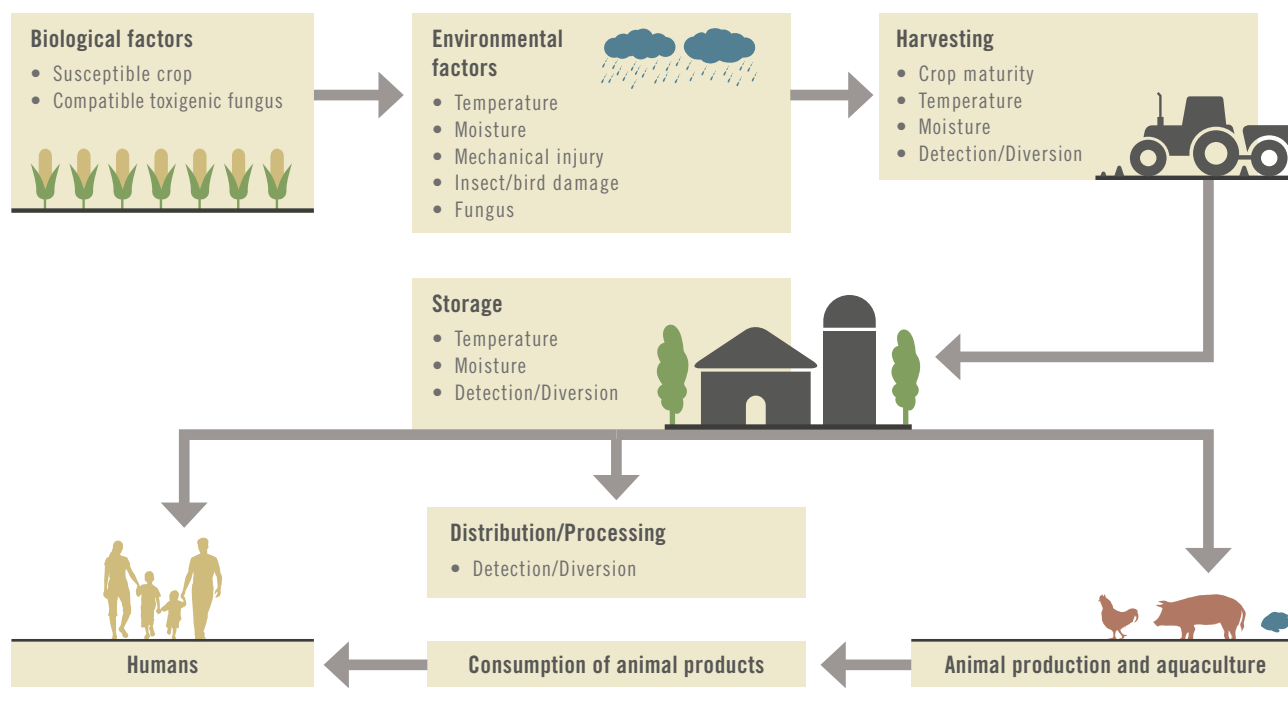 Biological factors
• Susceptible crop
• Compatible toxigenic fungus
Environmental
factors
• Temperature
• Moisture
• Mechanical injury
• Insect/bird damage
• Fungus
Harvesting
• Crop maturity
• Temperature
• Moisture
• Detection/Diversion
Storage
• Temperature
• Moisture
• Detection/Diversion
Distribution/Processing
• Detection/Diversion
Humans
Consumption of animal products
Animal production and aquaculture